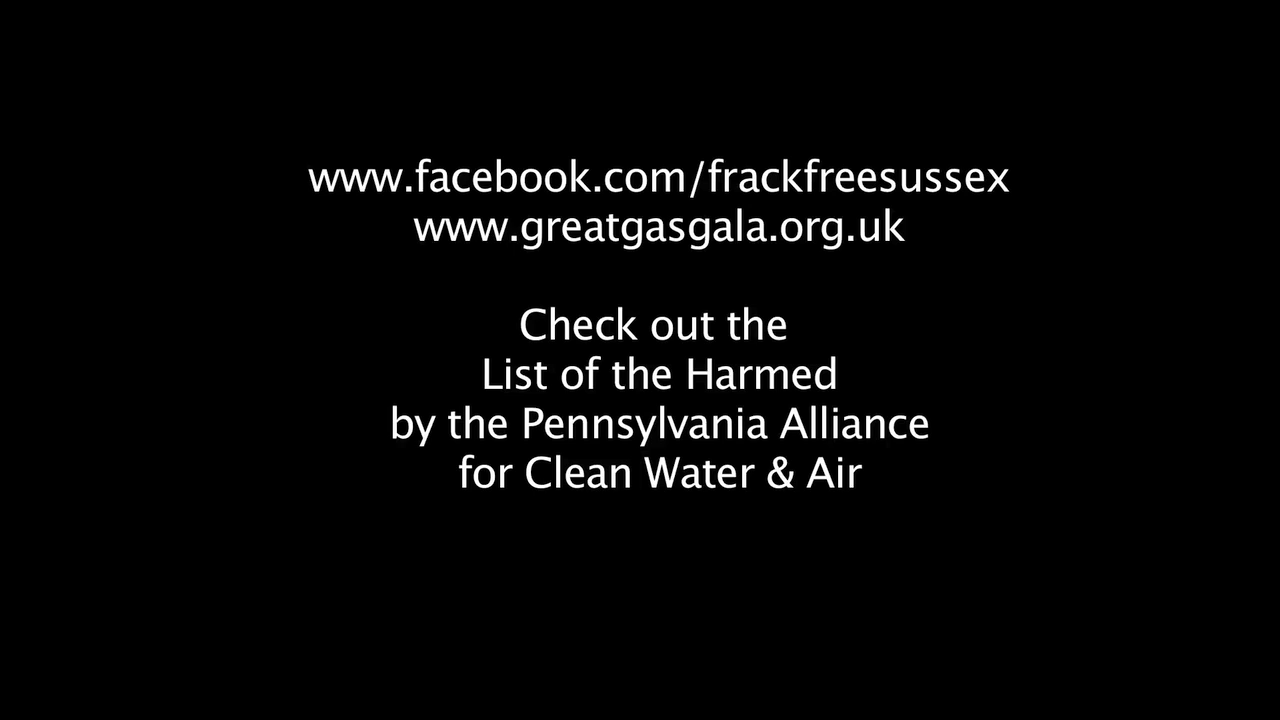 www.facebook.com/frackfreesussex
www.greatgasgala.org.uk
Check out the
List of the Harmed
by the Pennsylvania Alliance
for Clean Water & Air